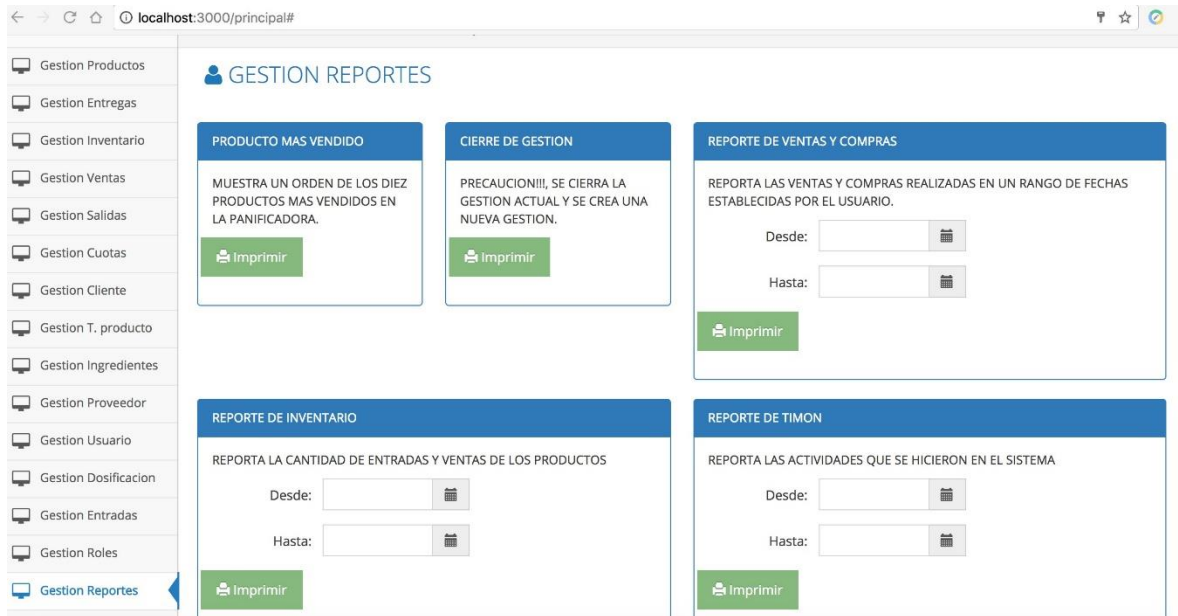 localhost:3000/principal#
Gestion Productos
Gestion Entregas
Gestion Inventario
Gestion Ventas
Gestion Salidas
Gestion Cuotas
Gestion Cliente
Gestion T. producto
Gestion Ingredientes
Gestion Proveedor
Gestion Usuario
Gestion Dosificacion
Gestion Entradas
Gestion Roles
Gestion Reportes
GESTION REPORTES
PRODUCTO MAS VENDIDO
MUESTRA UN ORDEN DE LOS DIEZ
PRODUCTOS MAS VENDIDOS EN
LA PANIFICADORA.
Imprimir
CIERRE DE GESTION
PRECAUCION!!!, SE CIERRA LA
GESTION ACTUAL Y SE CREA UNA
NUEVA GESTION.
Imprimir
REPORTE DE VENTAS Y COMPRAS
REPORTA LAS VENTAS Y COMPRAS REALIZADAS EN UN RANGO DE FECHAS
ESTABLECIDAS POR EL USUARIO.
Desde:
Hasta:
Imprimir
REPORTE DE INVENTARIO
REPORTA LA CANTIDAD DE ENTRADAS Y VENTAS DE LOS PRODUCTOS
Desde:
Hasta:
Imprimir
REPORTE DE TIMON
REPORTA LAS ACTIVIDADES QUE SE HICIERON EN EL SISTEMA
Desde:
Hasta:
Imprimir